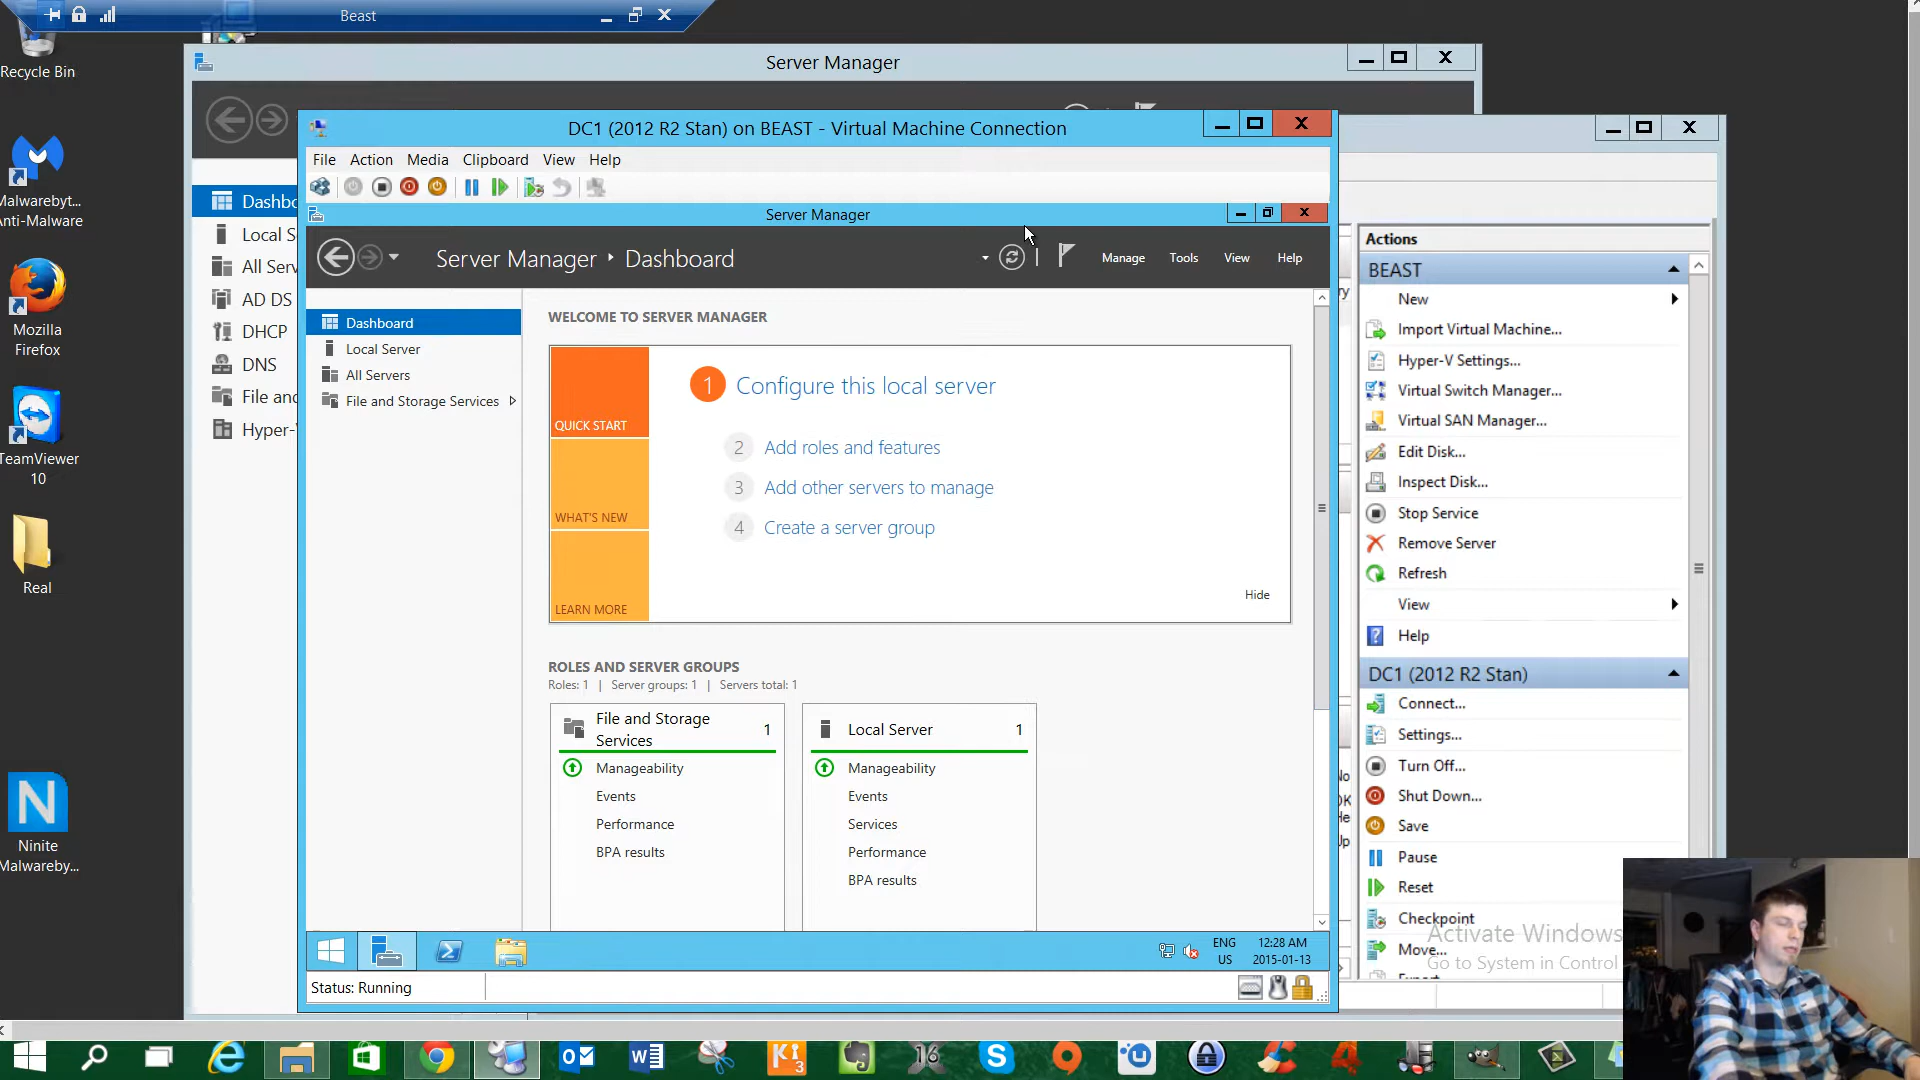 Beast
Recycle Bin
Malwarebyt...
Anti-Malware
Mozilla
Firefox
TeamViewer
10
Real
Ninite
Malwareby...
Server Manager
Dashbo
Local S
All Serv
AD DS
DHCP
DNS
File and
Hyper-
DC1 (2012 R2 Stan) on BEAST - Virtual Machine Connection
File Action Media Clipboard View Help
Server Manager
Server Manager Dashboard
Manage Tools View Help
Dashboard
Local Server
All Servers
File and Storage Services
WELCOME TO SERVER MANAGER
QUICK START
WHAT'S NEW
LEARN MORE
1 Configure this local server
2 Add roles and features
3 Add other servers to manage
4 Create a server group
Hide
ROLES AND SERVER GROUPS
Roles: 1 | Server groups: 1 | Servers total: 1
File and Storage
Services 1
Manageability
Events
Performance
BPA results
Local Server 1
Manageability
Events
Services
Performance
BPA results
ENG
US
12:28 AM
2015-01-13
Status: Running
Actions
BEAST
New
Import Virtual Machine...
Hyper-V Settings...
Virtual Switch Manager...
Virtual SAN Manager...
Edit Disk...
Inspect Disk...
Stop Service
Remove Server
Refresh
View
Help
DC1 (2012 R2 Stan)
Connect...
Settings...
Turn Off...
Shut Down...
Save
Pause
Reset
Checkpoint
Move...
Activate Windows
Go to System in Control